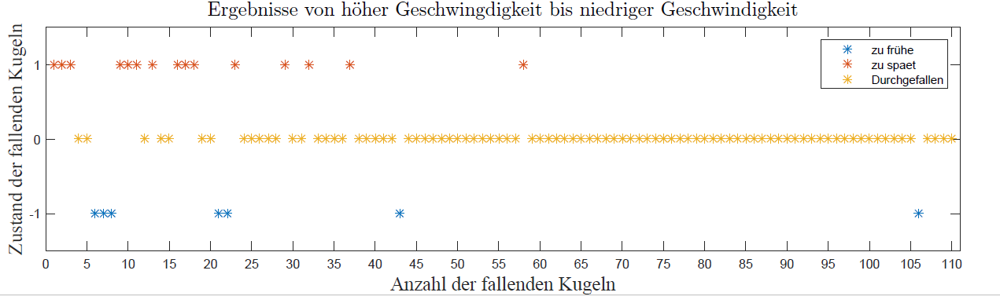 Ergebnisse von höher Geschwingdigkeit bis niedriger Geschwindigkeit
Zustand der fallenden Kugeln
1
0
-1
zu frühe
zu spaet
Durchgefallen
0 5 10 15 20 25 30 35 40 45 50 55 60 65 70 75 80 85 90 95 100 105 110
Anzahl der fallenden Kugeln